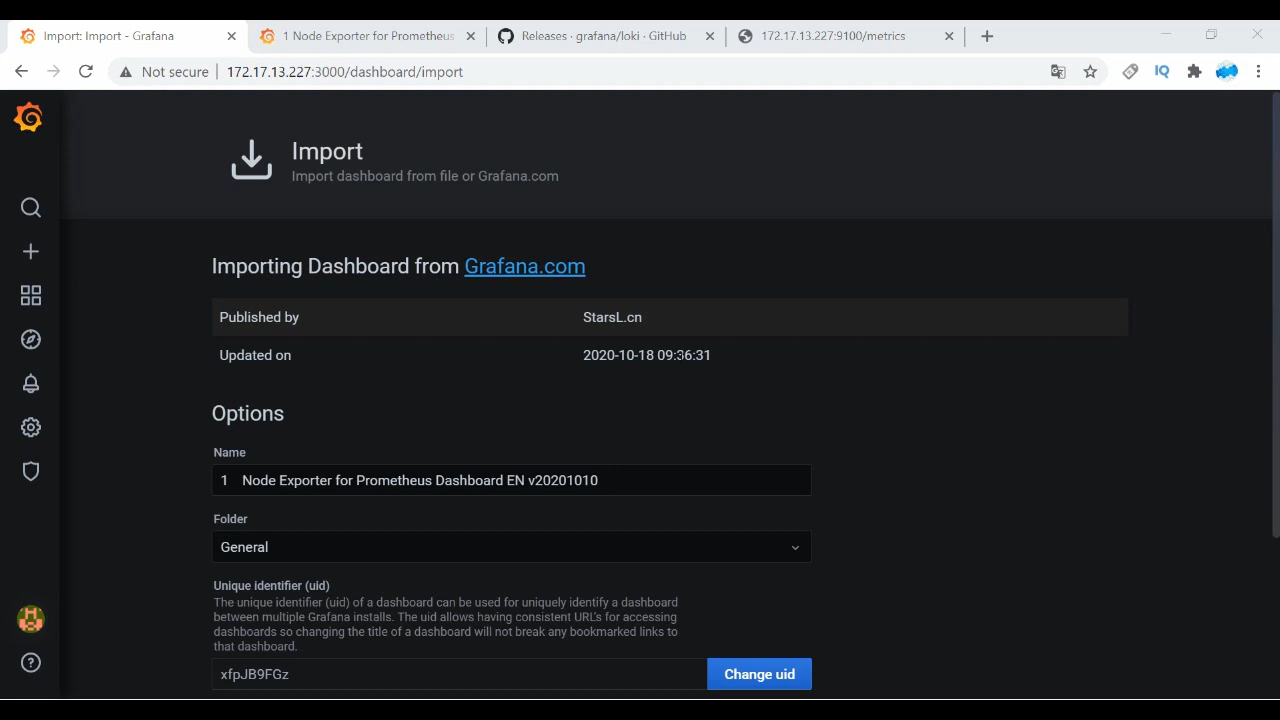 Import: Import - Grafana
1 Node Exporter for Prometheus
Releases · grafana/loki · GitHub
172.17.13.227:9100/metrics
Not secure
172.17.13.227:3000/dashboard/import
IQ
Import
Import dashboard from file or Grafana.com
Importing Dashboard from Grafana.com
Published by StarsL.cn
Updated on 2020-10-18 09:36:31
Options
Name
1 Node Exporter for Prometheus Dashboard EN v20201010
Folder
General
Unique identifier (uid)
The unique identifier (uid) of a dashboard can be used for uniquely identify a dashboard
between multiple Grafana installs. The uid allows having consistent URL's for accessing
dashboards so changing the title of a dashboard will not break any bookmarked links to
that dashboard.
xfpJB9FGz
Change uid